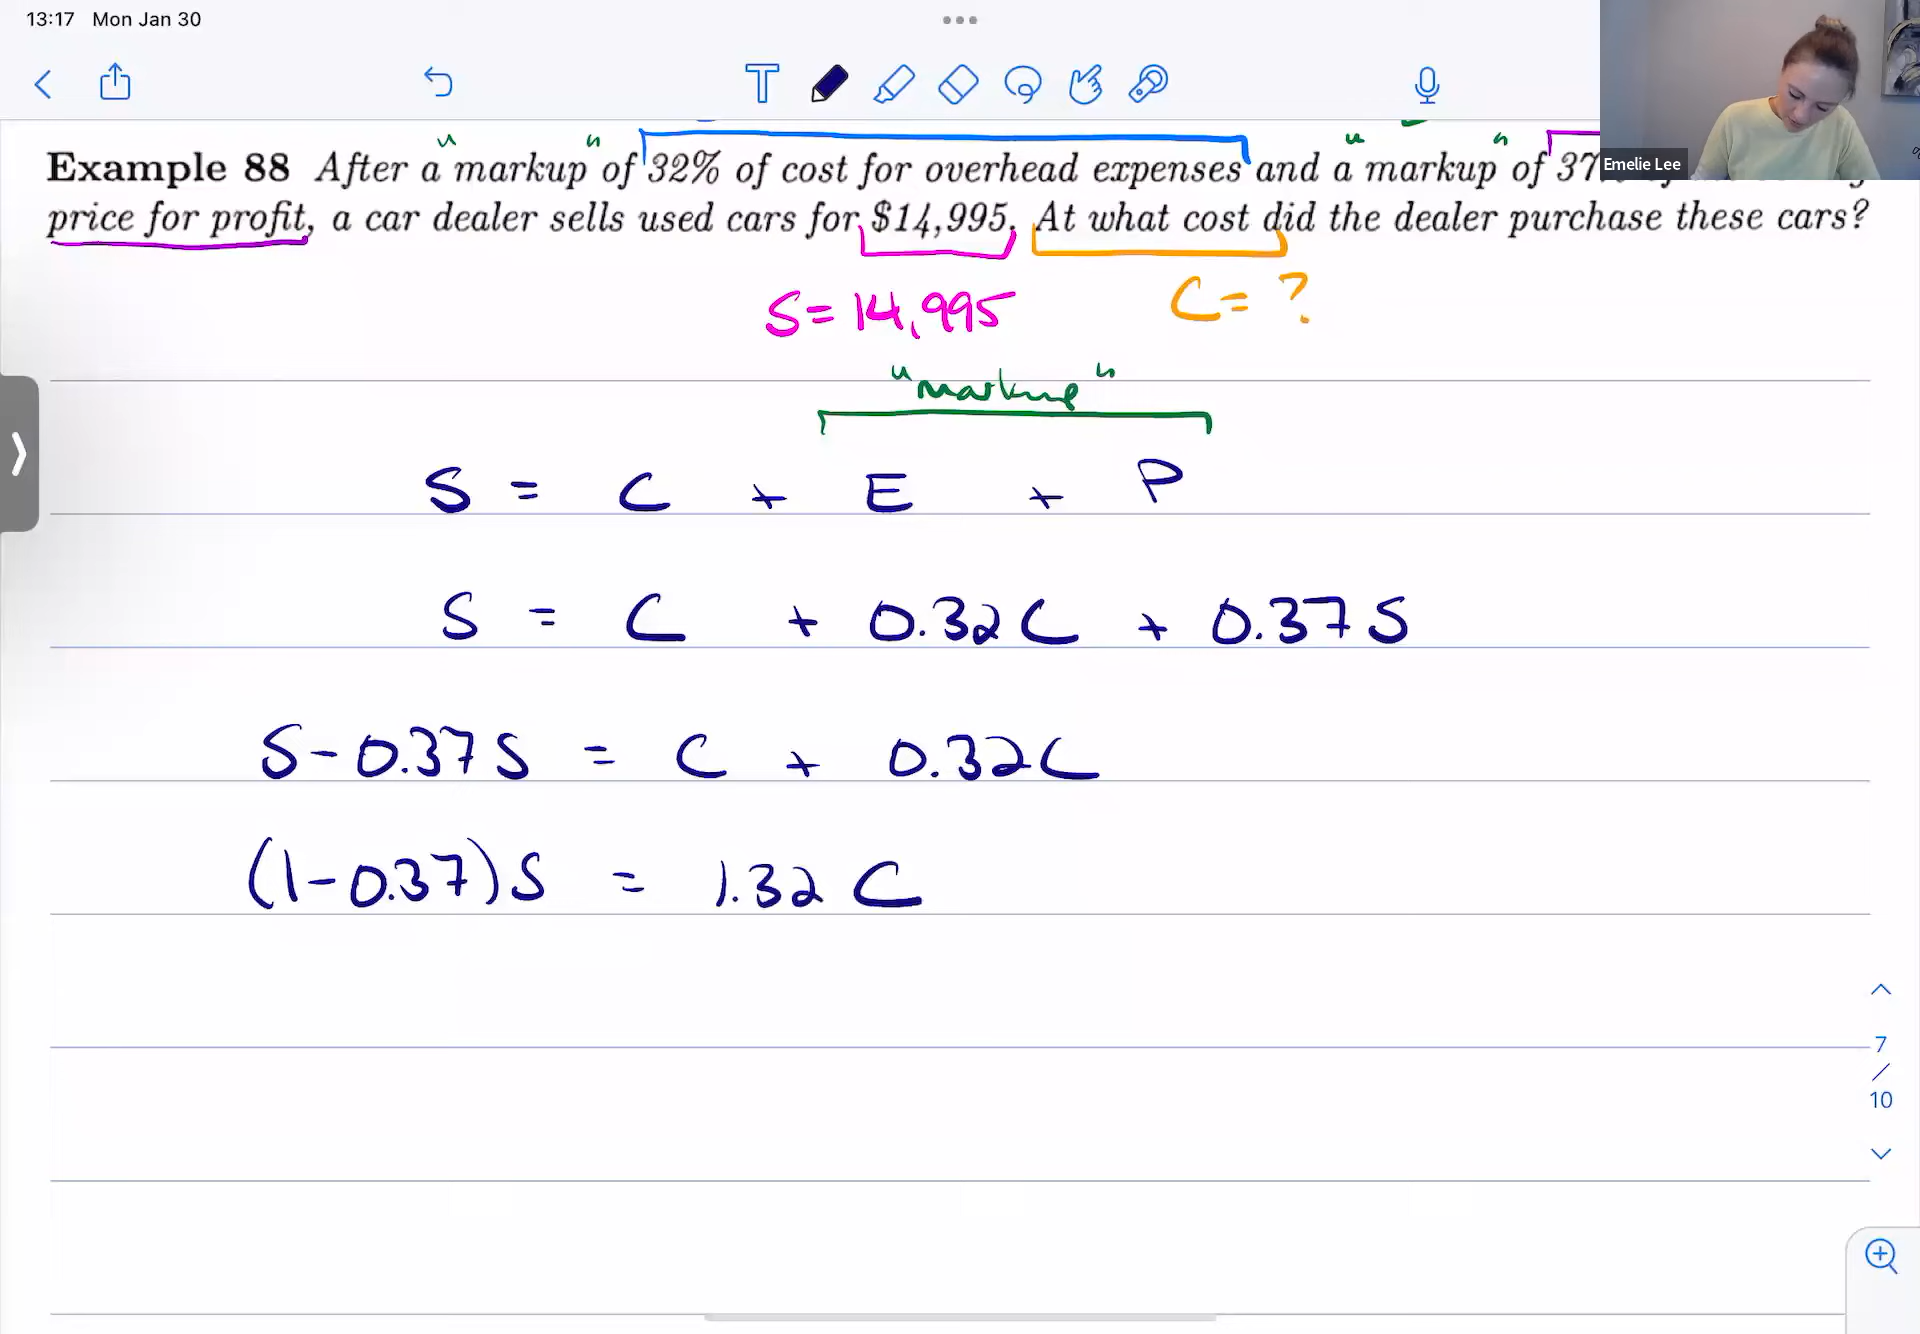 13:17 Mon Jan 30
Emelie Lee
Example 88 After a "markup" of 32% of cost for overhead expenses and a "markup" of 37
price for profit, a car dealer sells used cars for $14,995. At what cost did the dealer purchase these cars?
S = 14,995
C = ?
"markup"
S = C + E + P
S = C + 0.32C + 0.37S
S - 0.37S = C + 0.32C
(1-0.37)S = 1.32 C
7
/
10